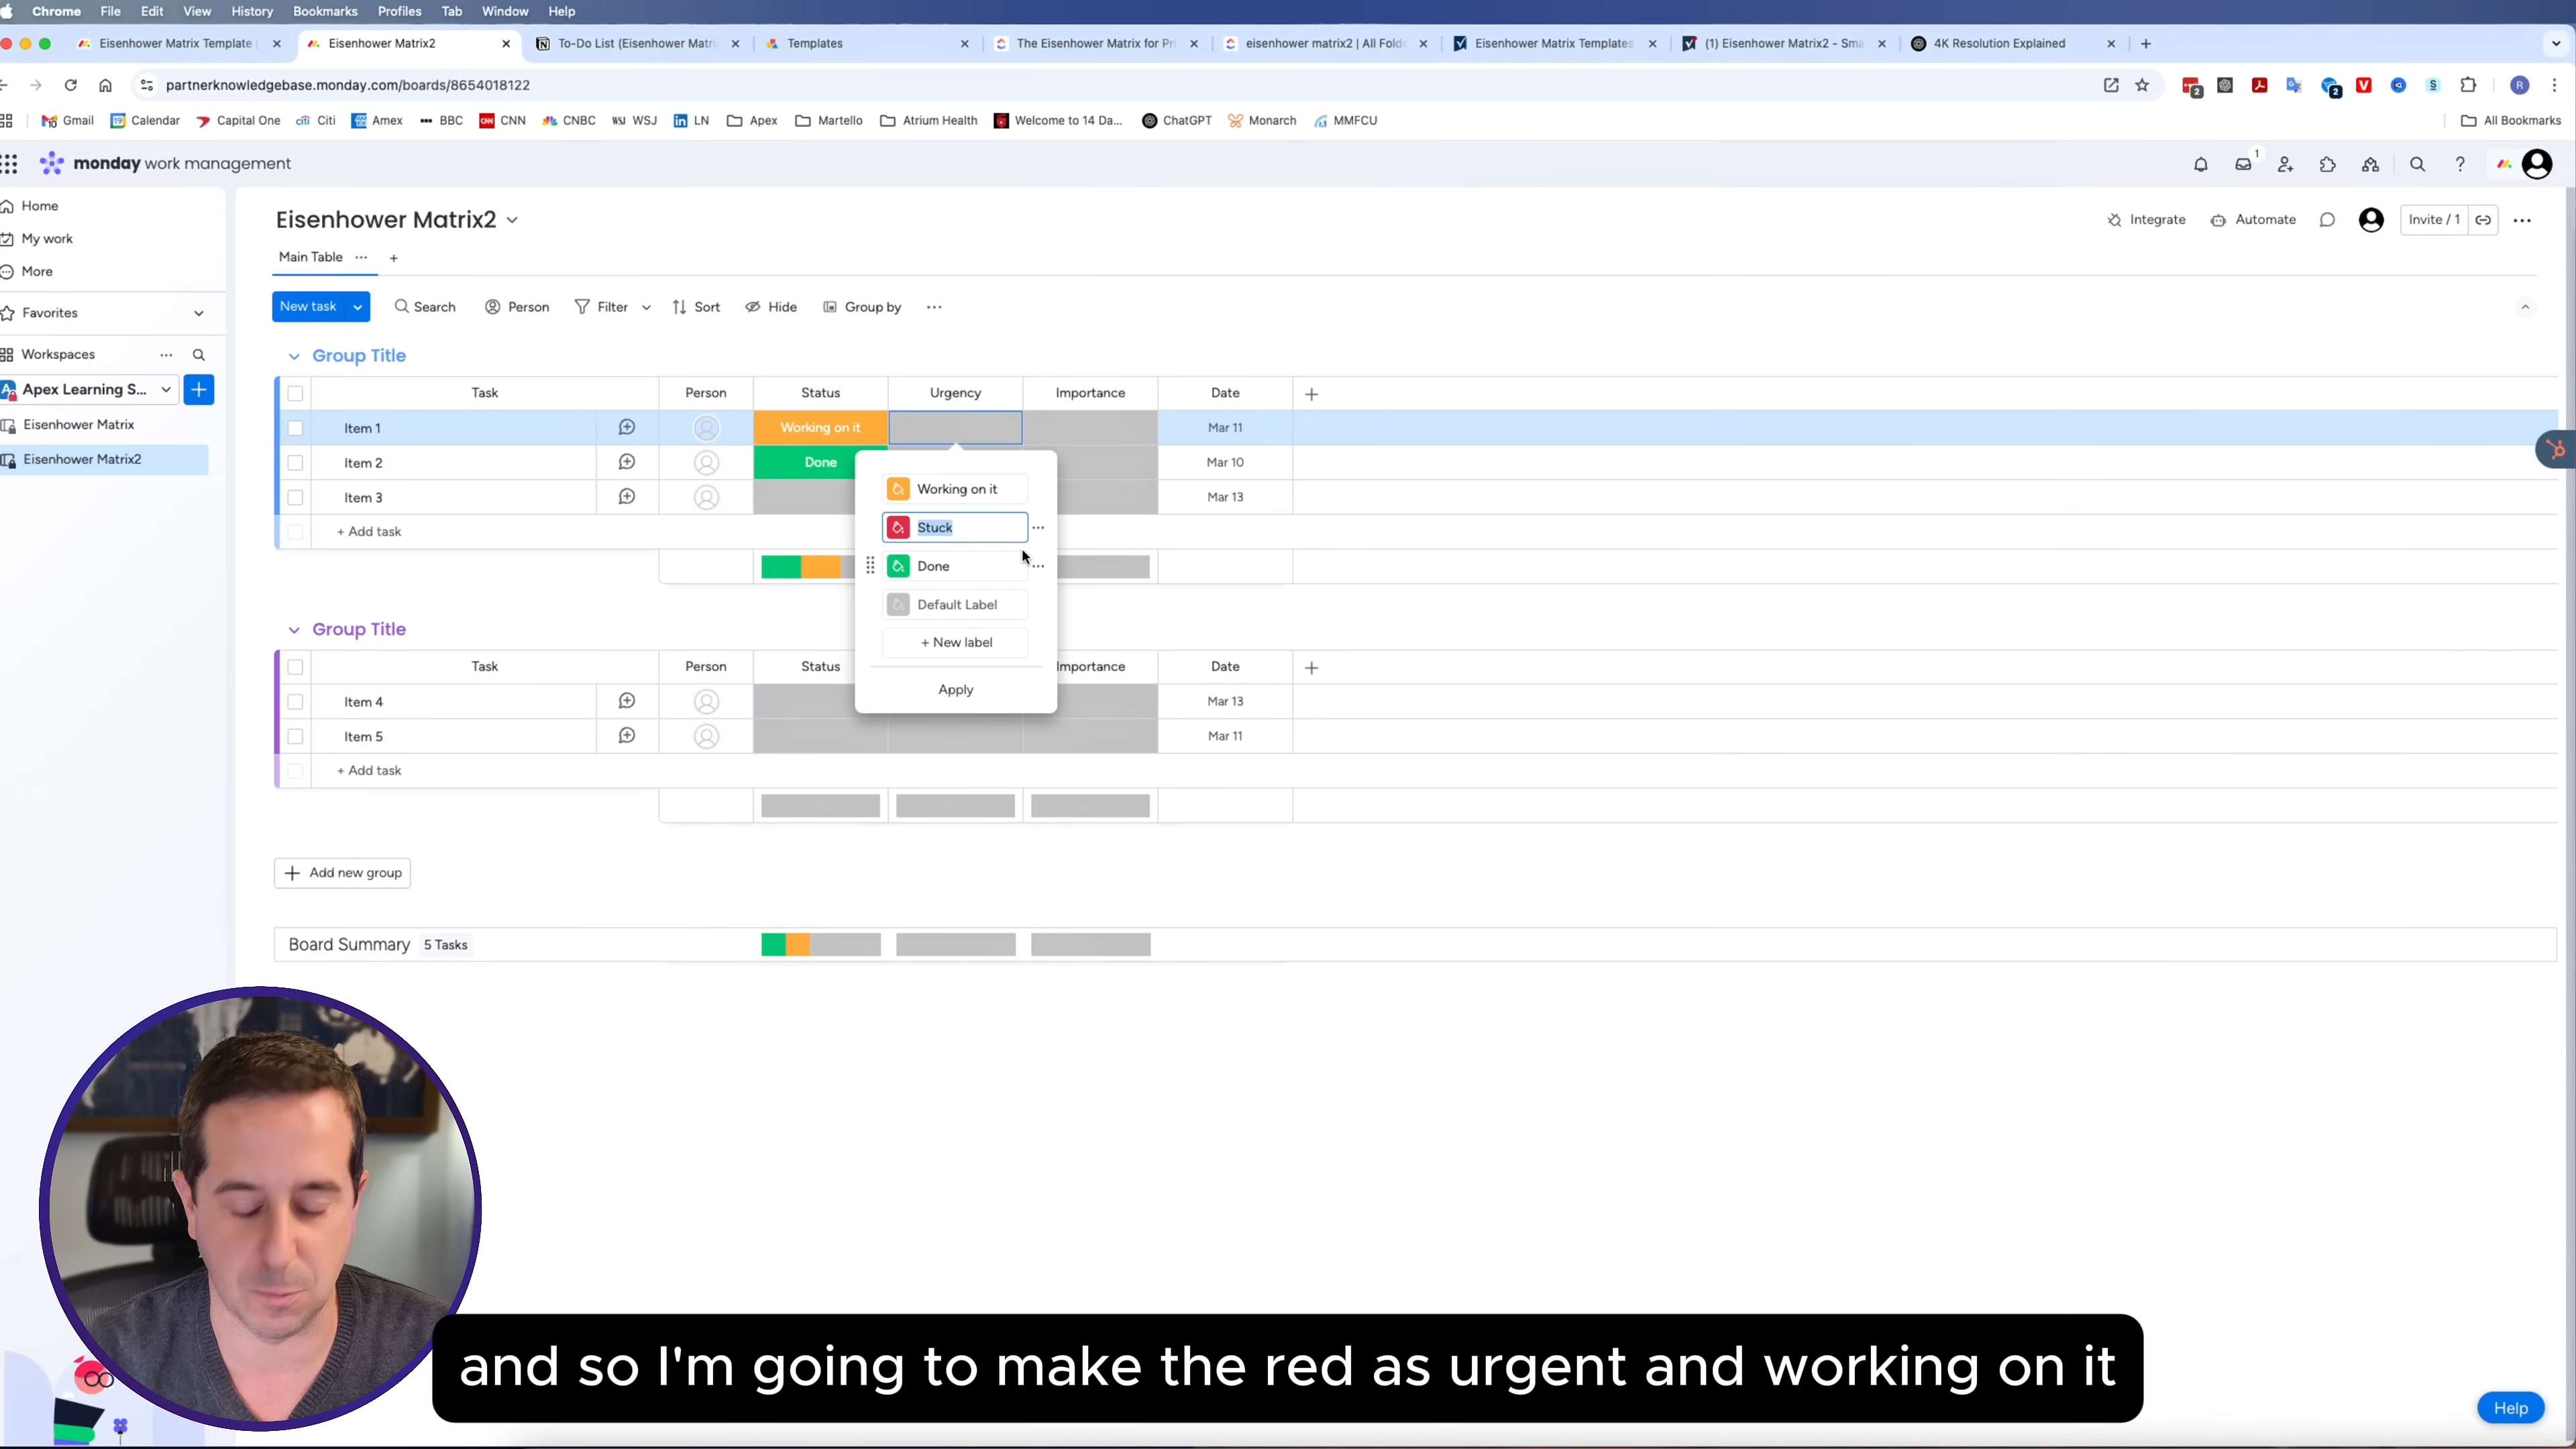 Chrome File Edit View History Bookmarks Profiles Tab Window Help
Eisenhower Matrix Template | Eisenhower Matrix2 To-Do List (Eisenhower Matri Templates The Eisenhower Matrix for Pri eisenhower matrix2 | All Fold Eisenhower Matrix Templates (1) Eisenhower Matrix2 - Sma 4K Resolution Explained
partnerknowledgebase.monday.com/boards/8654018122
Gmail Calendar Capital One citi Citi Amex BBC CNN CNBC WSJ WSJ LN Apex Martello Atrium Health Welcome to 14 Da... ChatGPT Monarch MMFCU All Bookmarks
monday work management 1
Home
My work
More
Favorites
Workspaces
Apex Learning S...
Eisenhower Matrix
Eisenhower Matrix2
Eisenhower Matrix2
Integrate Automate Invite / 1
Main Table
New task Search Person Filter Sort Hide Group by
Group Title
Task Person Status Urgency Importance Date
Item 1 Working on it Mar 11
Item 2 Done Mar 10
Item 3 Mar 13
+ Add task
Working on it
Stuck
Done
Default Label
+ New label
Apply
Group Title
Task Person Status Importance Date
Item 4 Mar 13
Item 5 Mar 11
+ Add task
Add new group
Board Summary 5 Tasks
and so I'm going to make the red as urgent and working on it
Help